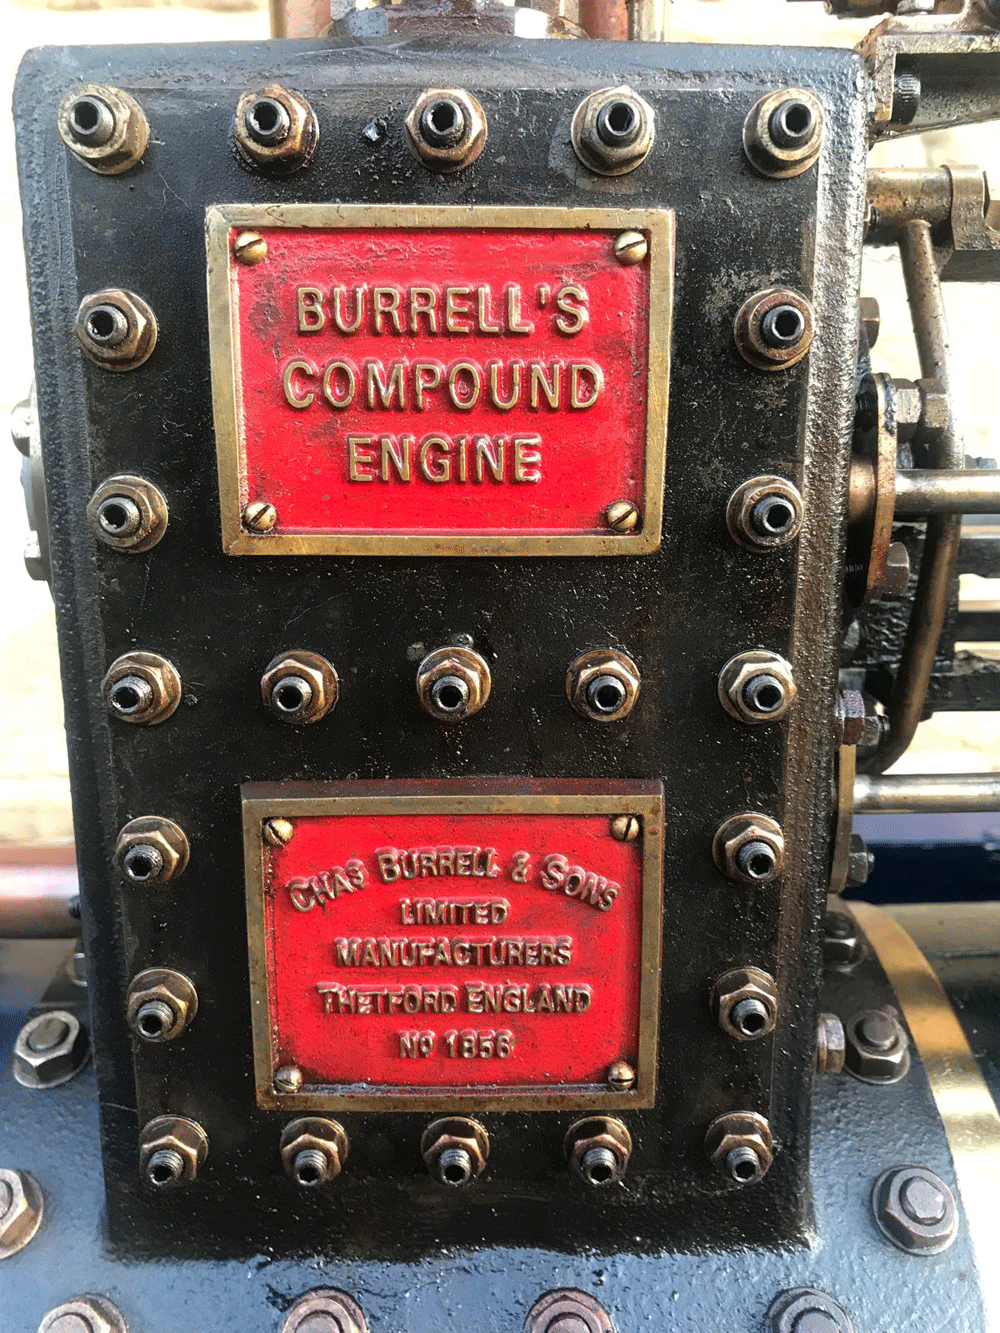 BURRELL'S
COMPOUND
ENGINE
CHAS BURRELL & SONS
LIMITED
MANUFACTURERS
THETFORD ENGLAND
NO 1856